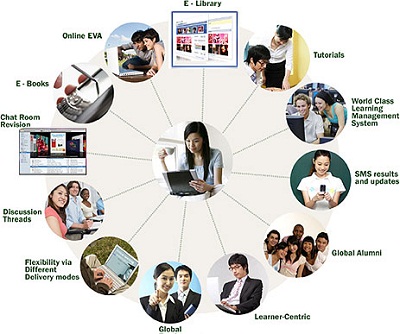 E - Library
Online EVA
Tutorials
E - Books
World Class
Learning
Management
System
Chat Room
Revision
SMS results
and updates
Discussion
Threads
Global Alumni
Flexibility via
Different
Delivery modes
Learner-Centric
Global